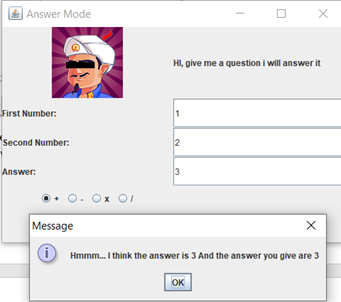 Answer Mode
HI, give me a question i will answer it
First Number:
1
Second Number:
2
Answer:
3
+ - x /
Message
Hmmm... I think the answer is 3 And the answer you give are 3
OK